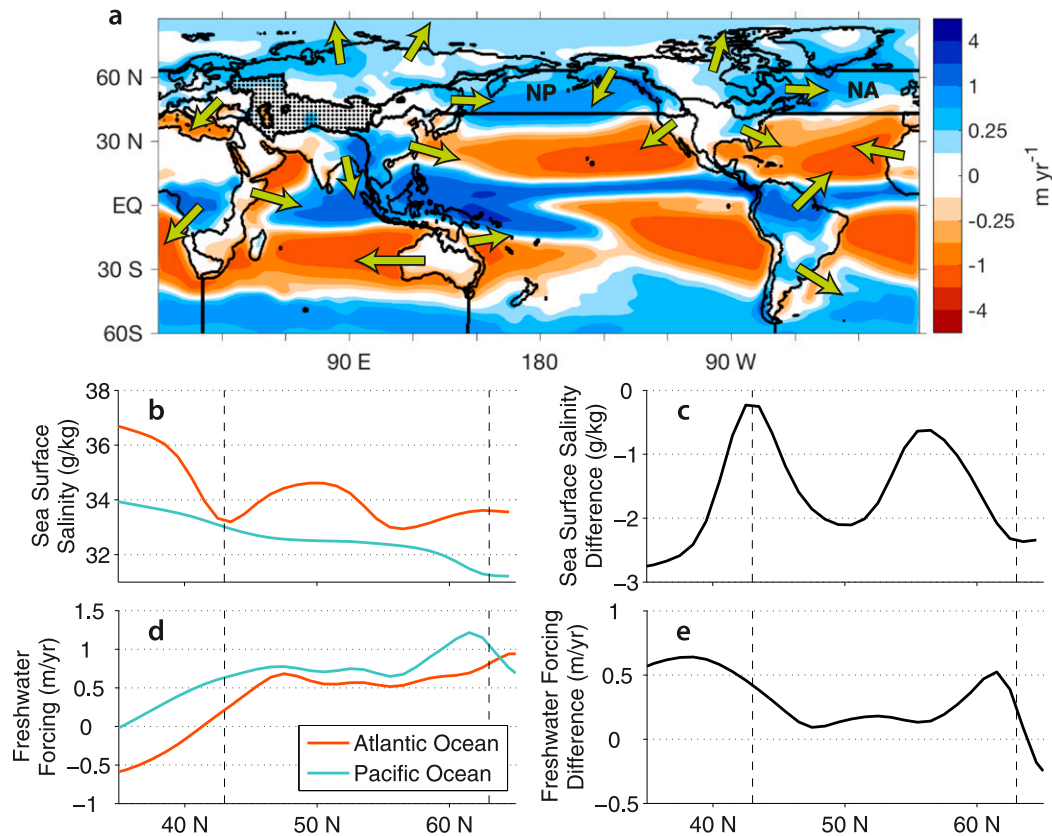 a
60 N
30 N
EQ
30 S
60S
90 E
180
90 W
NP
NA
4
1
0.25
0
-0.25
-1
-4
m yr⁻¹
b
38
36
34
32
Sea Surface
Salinity (g/kg)
c
0
−1
−2
−3
Sea Surface Salinity
Difference (g/kg)
d
1.5
1
0.5
0
−0.5
−1
Freshwater
Forcing (m/yr)
Atlantic Ocean
Pacific Ocean
40 N
50 N
60 N
e
1
0.5
0
−0.5
Freshwater Forcing
Difference (m/yr)
40 N
50 N
60 N